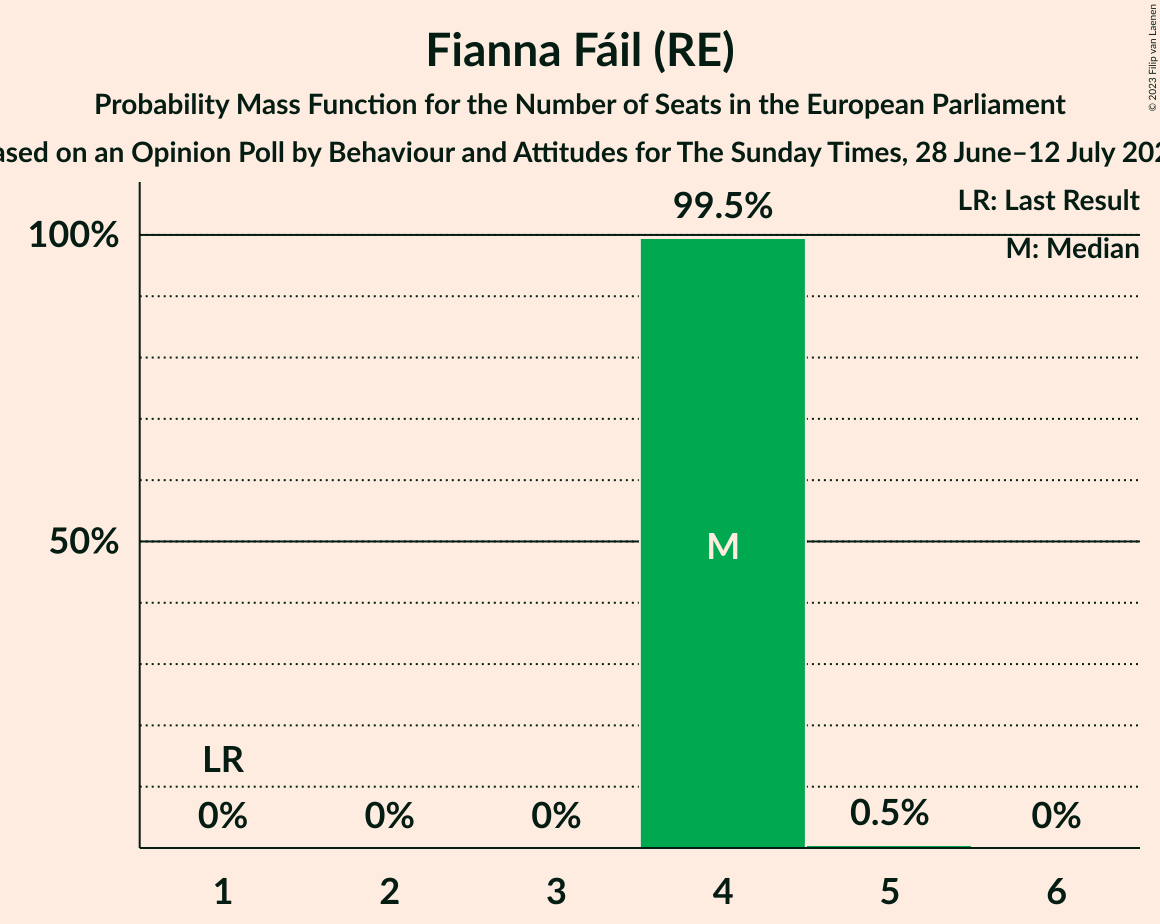 Fianna Fáil (RE)
Probability Mass Function for the Number of Seats in the European Parliament
on an Opinion Poll by Behaviour and Attitudes for The Sunday Times, 28 June–12 July
© 2023 Filip van Laenen
LR: Last Result
M: Median
99.5%
100%
50%
M
LR
0%
0%
0%
0.5%
0%
1
2
3
4
5
6